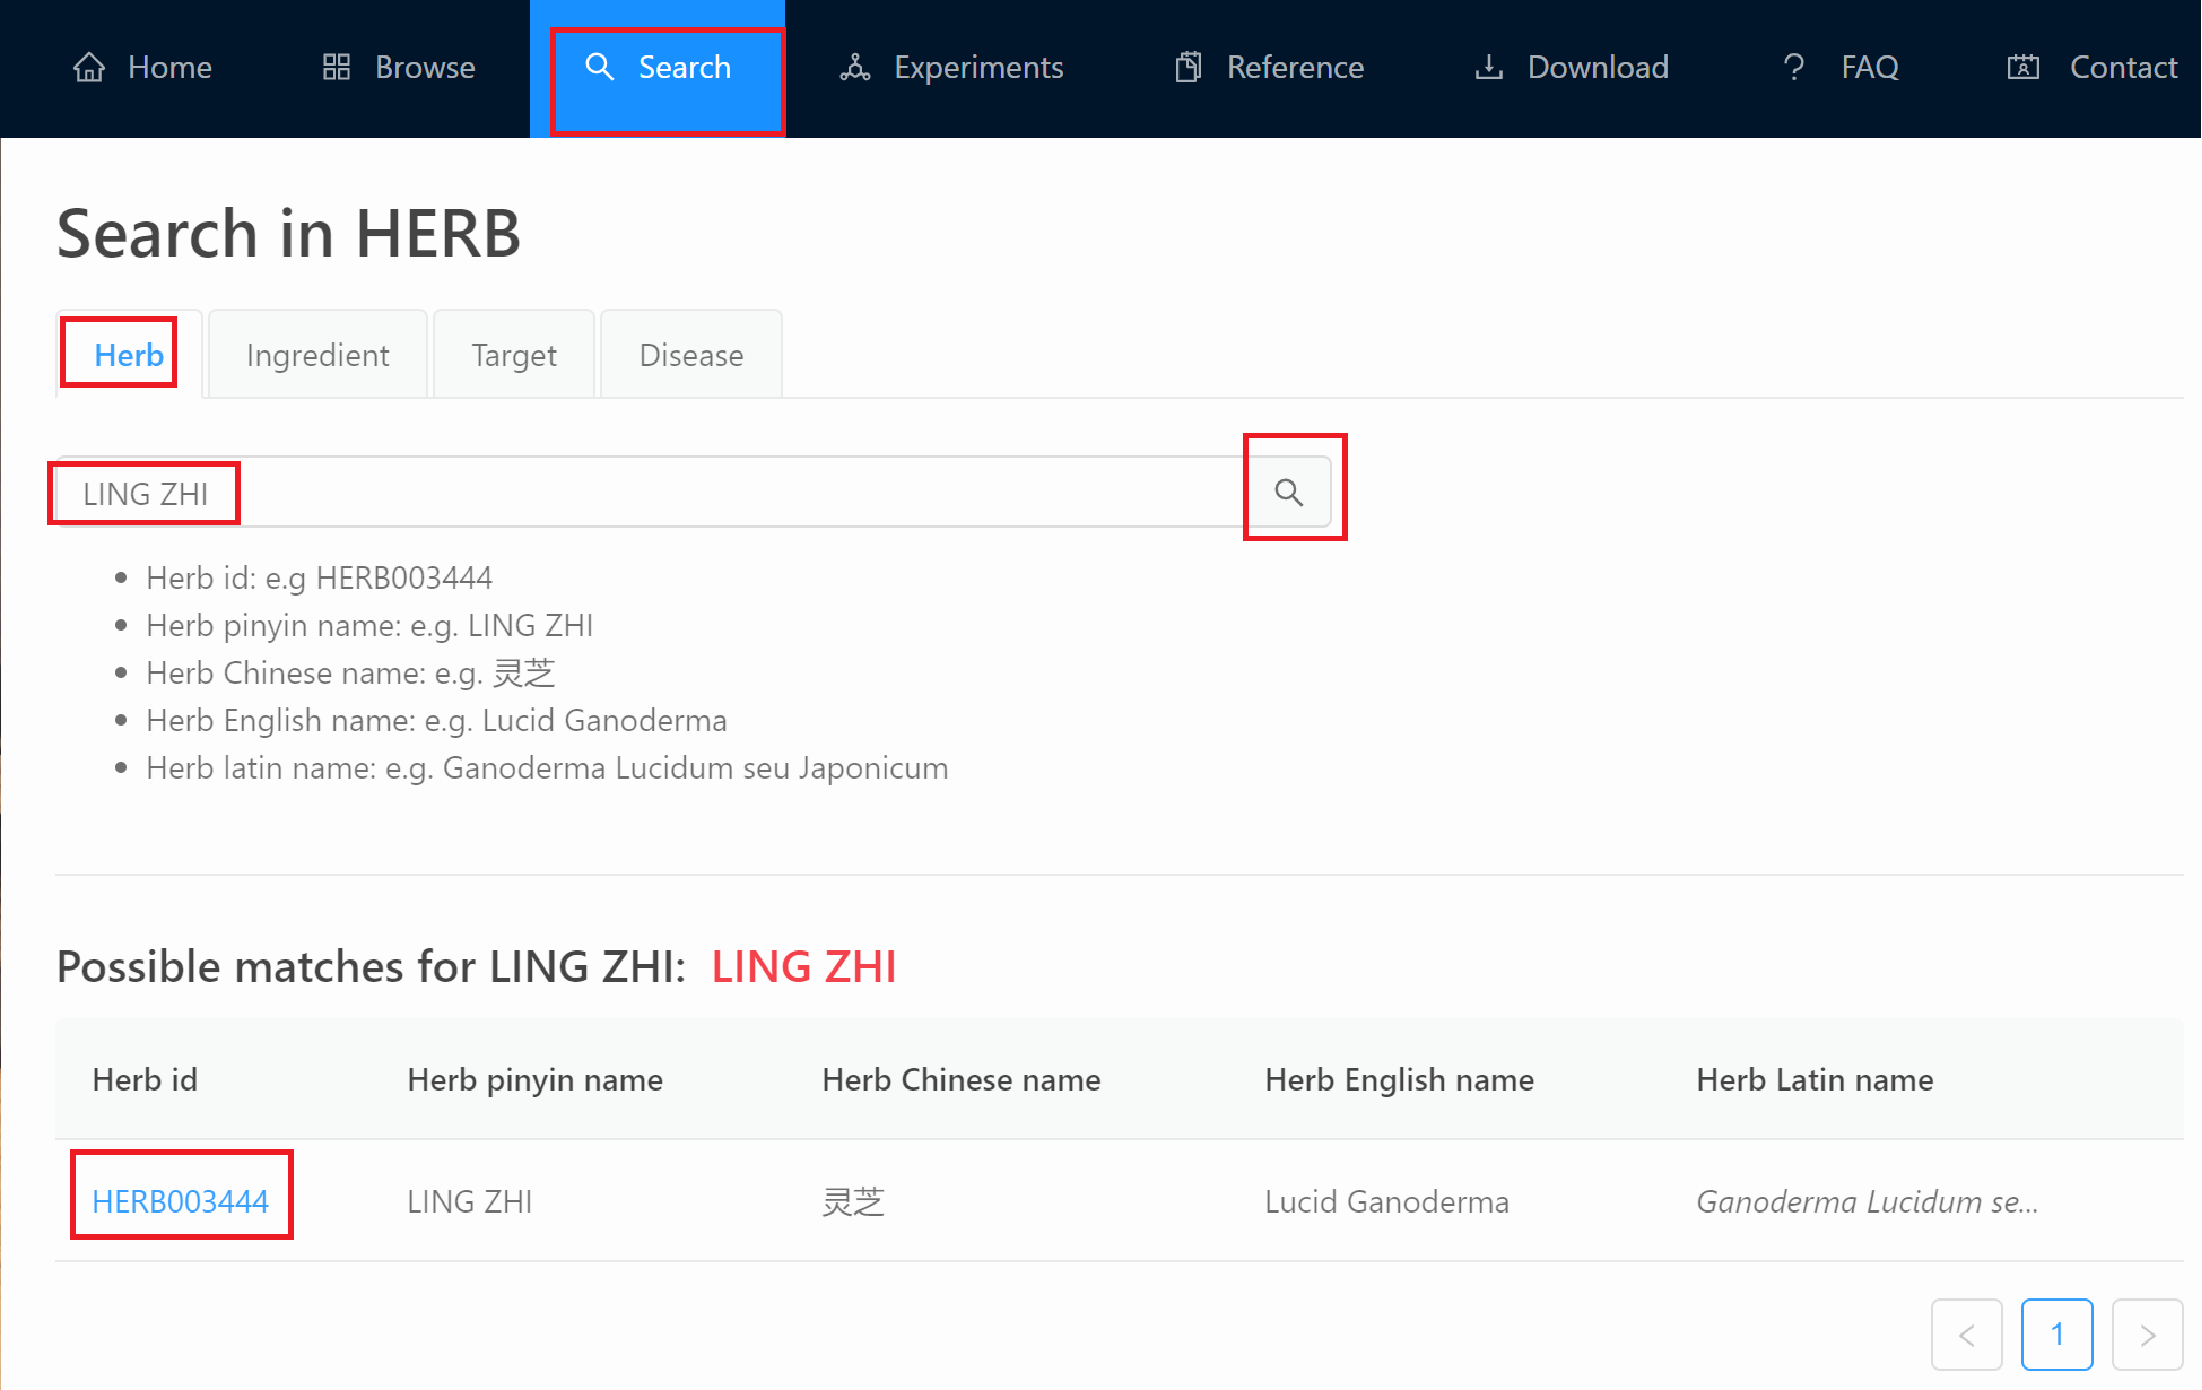 Home Browse Search Experiments Reference Download FAQ Contact
Search in HERB
Herb Ingredient Target Disease
LING ZHI
Herb id: e.g HERB003444
Herb pinyin name: e.g. LING ZHI
Herb Chinese name: e.g. 灵芝
Herb English name: e.g. Lucid Ganoderma
Herb latin name: e.g. Ganoderma Lucidum seu Japonicum
Possible matches for LING ZHI: LING ZHI
Herb id Herb pinyin name Herb Chinese name Herb English name Herb Latin name
HERB003444 LING ZHI 灵芝 Lucid Ganoderma Ganoderma Lucidum se...
< 1 >